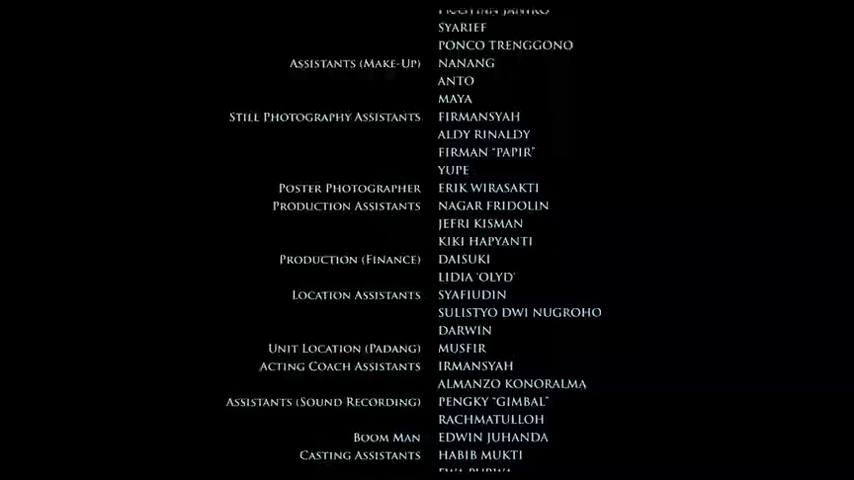 SYARIEF
PONCO TRENGGONO
ASSISTANTS (MAKE-UP) NANANG
ANTO
MAYA
STILL PHOTOGRAPHY ASSISTANTS FIRMANSYAH
ALDY RINALDY
FIRMAN “PAPIR”
YUPE
POSTER PHOTOGRAPHER ERIK WIRASAKTI
PRODUCTION ASSISTANTS NAGAR FRIDOLIN
JEFRI KISMAN
KIKI HAPYANTI
PRODUCTION (FINANCE) DAISUKI
LIDIA ‘OLYD’
LOCATION ASSISTANTS SYAFIUDIN
SULISTYO DWI NUGROHO
DARWIN
UNIT LOCATION (PADANG) MUSFIR
ACTING COACH ASSISTANTS IRMANSYAH
ALMANZO KONORALMA
ASSISTANTS (SOUND RECORDING) PENGKY “GIMBAL”
RACHMATULLOH
BOOM MAN EDWIN JUHANDA
CASTING ASSISTANTS HABIB MUKTI